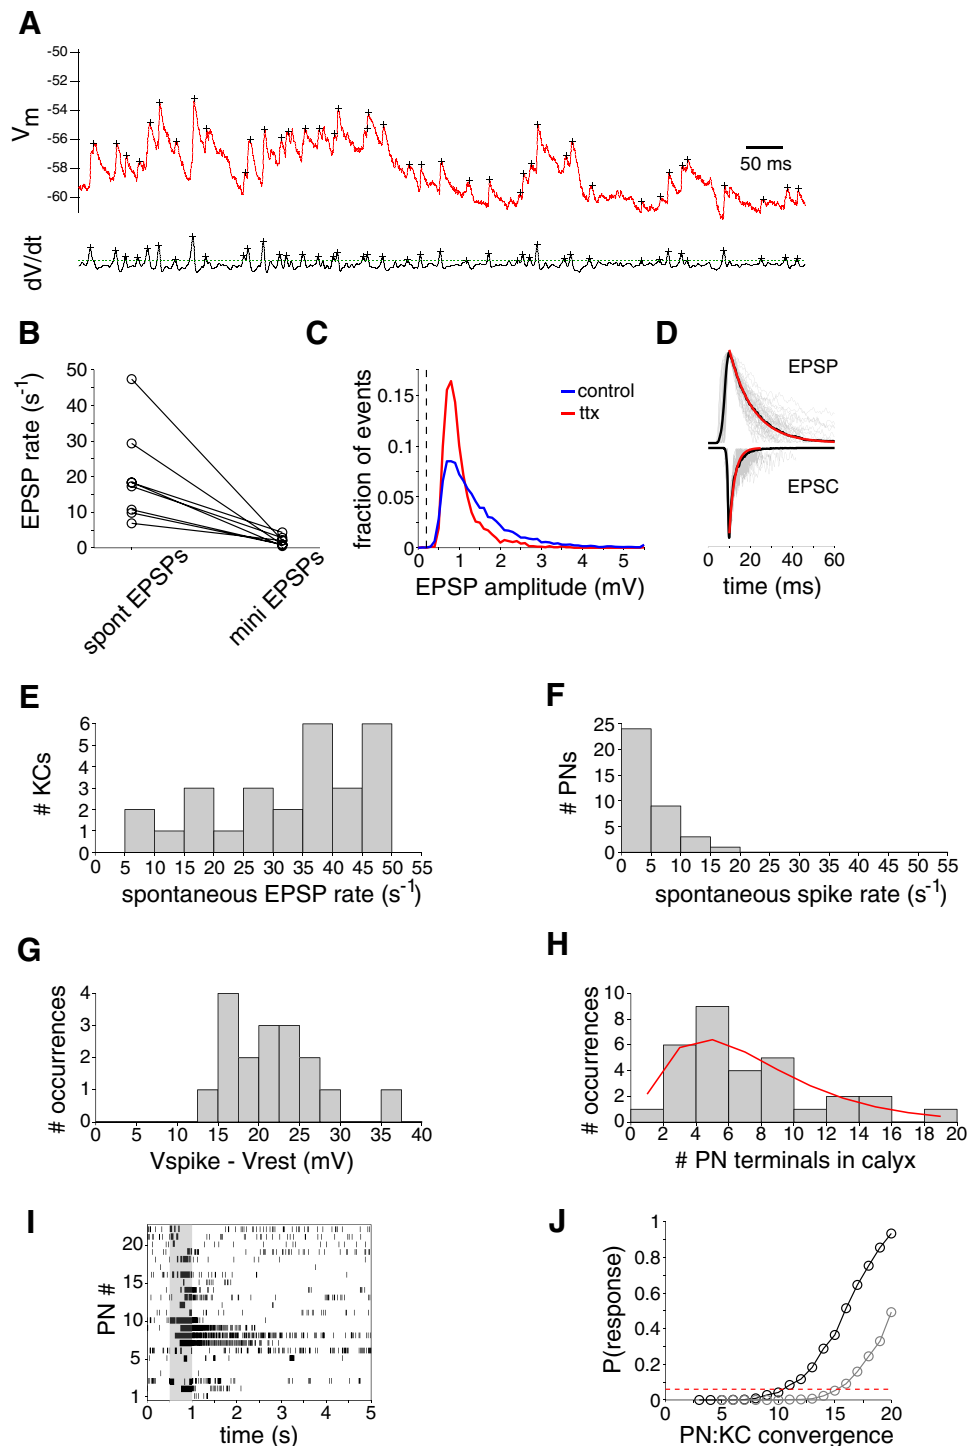 A
-50
-52
-54
-56
-58
-60
Vm
50 ms
dV/dt
B
50
40
30
20
10
0
EPSP rate (s-1)
spont EPSPs
mini EPSPs
C
0.15
0.1
0.05
0
fraction of events
control
ttx
0 1 2 3 4 5
EPSP amplitude (mV)
D
EPSP
EPSC
0 20 40 60
time (ms)
E
6
5
4
3
2
1
0
# KCs
0 5 10 15 20 25 30 35 40 45 50 55
spontaneous EPSP rate (s-1)
F
25
20
15
10
5
0
# PNs
0 5 10 15 20 25 30 35 40 45 50 55
spontaneous spike rate (s-1)
G
4
3
2
1
0
# occurrences
0 5 10 15 20 25 30 35 40
Vspike - Vrest (mV)
H
10
8
6
4
2
0
# occurrences
0 2 4 6 8 10 12 14 16 18 20
# PN terminals in calyx
I
20
15
10
5
1
PN #
0 1 2 3 4 5
time (s)
J
1
0.8
0.6
0.4
0.2
0
P(response)
0 5 10 15 20
PN:KC convergence